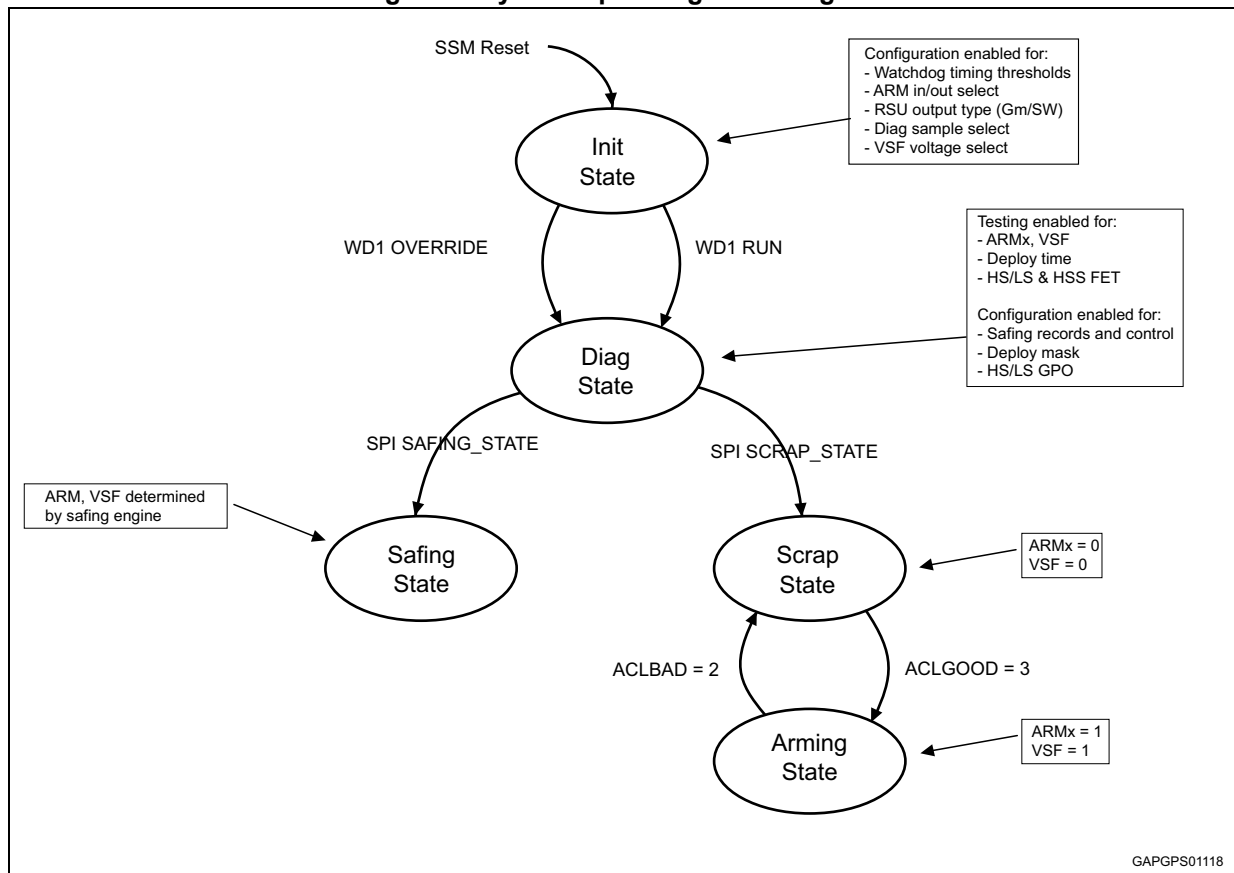 SSM Reset
Configuration enabled for:
- Watchdog timing thresholds
- ARM in/out select
- RSU output type (Gm/SW)
- Diag sample select
- VSF voltage select
Init
State
WD1 OVERRIDE
WD1 RUN
Testing enabled for:
- ARMx, VSF
- Deploy time
- HS/LS & HSS FET
Configuration enabled for:
- Safing records and control
- Deploy mask
- HS/LS GPO
Diag
State
SPI SAFING_STATE
SPI SCRAP_STATE
ARM, VSF determined
by safing engine
Safing
State
Scrap
State
ARMx = 0
VSF = 0
ACLBAD = 2
ACLGOOD = 3
Arming
State
ARMx = 1
VSF = 1
GAPGPS01118